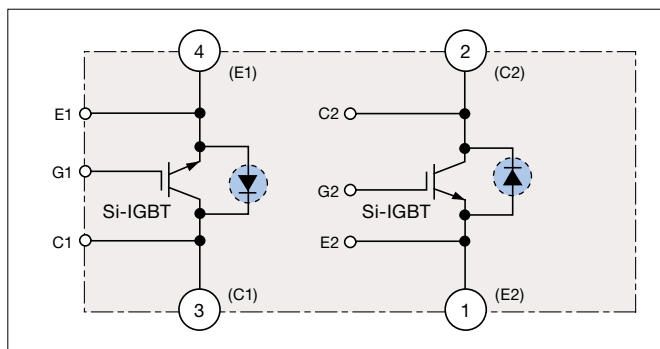 4
(E1)
2
(C2)
E1
C2
G1
G2
Si-IGBT
Si-IGBT
C1
E2
3
(C1)
1
(E2)